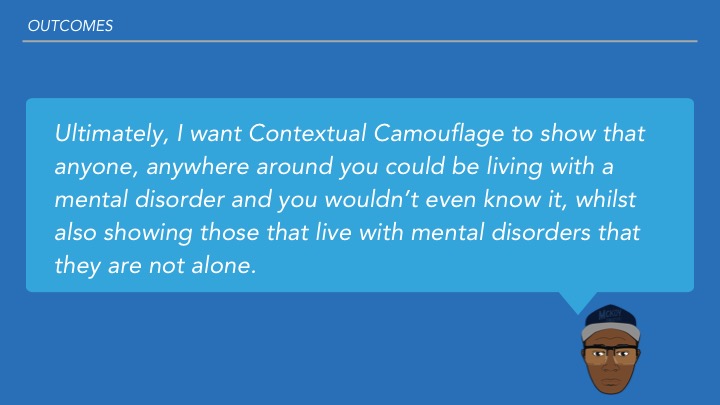 OUTCOMES
Ultimately, I want Contextual Camouflage to show that
anyone, anywhere around you could be living with a
mental disorder and you wouldn’t even know it, whilst
also showing those that live with mental disorders that
they are not alone.